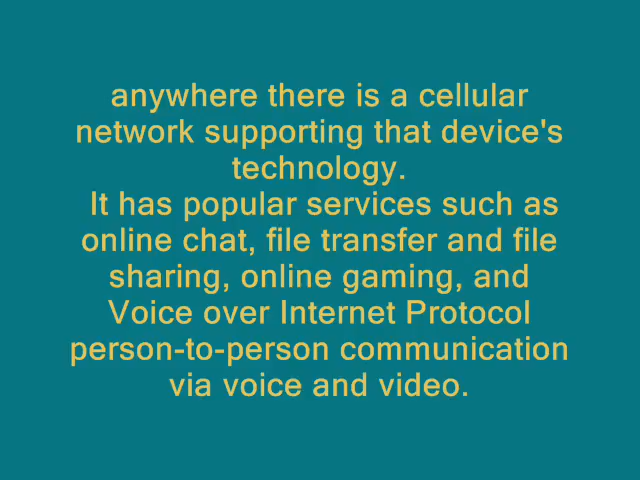 anywhere there is a cellular
network supporting that device's
technology.
It has popular services such as
online chat, file transfer and file
sharing, online gaming, and
Voice over Internet Protocol
person-to-person communication
via voice and video.